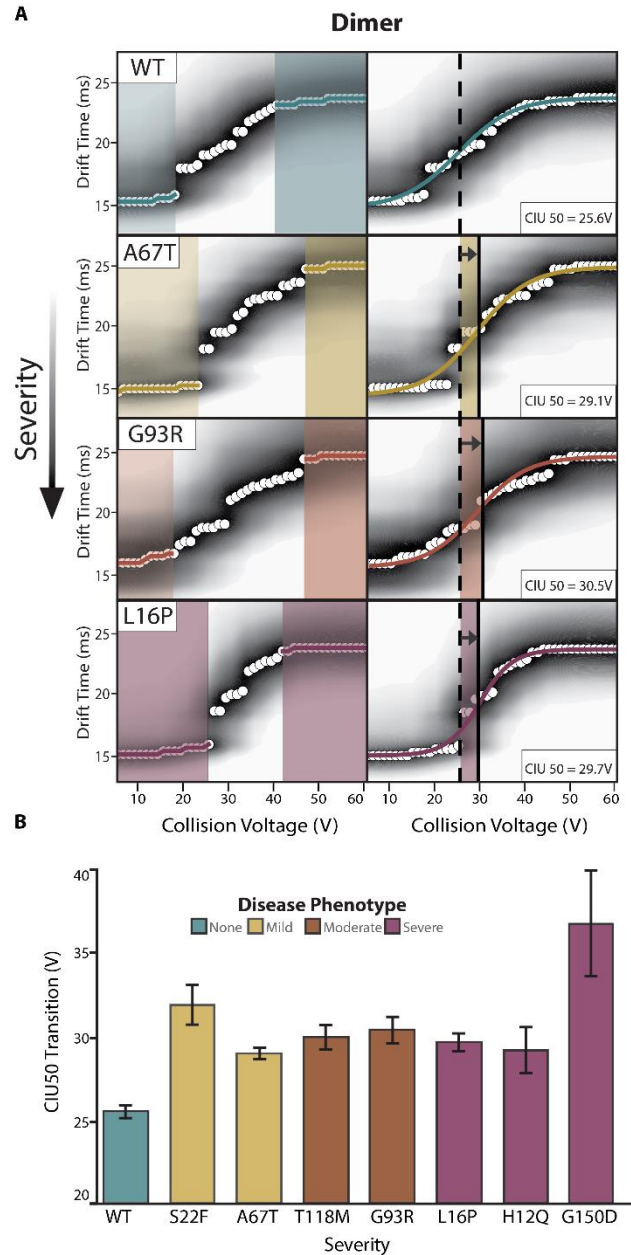 A
Dimer
WT
Drift Time (ms)
25
20
15
CIU 50 = 25.6V
A67T
Drift Time (ms)
25
20
15
CIU 50 = 29.1V
Severity
G93R
Drift Time (ms)
25
20
15
CIU 50 = 30.5V
L16P
Drift Time (ms)
25
20
15
CIU 50 = 29.7V
10 20 30 40 50 60 10 20 30 40 50 60
Collision Voltage (V) Collision Voltage (V)
B
CIU50 Transition (V)
40
35
30
25
20
Disease Phenotype
None Mild Moderate Severe
WT S22F A67T T118M G93R L16P H12Q G150D
Severity